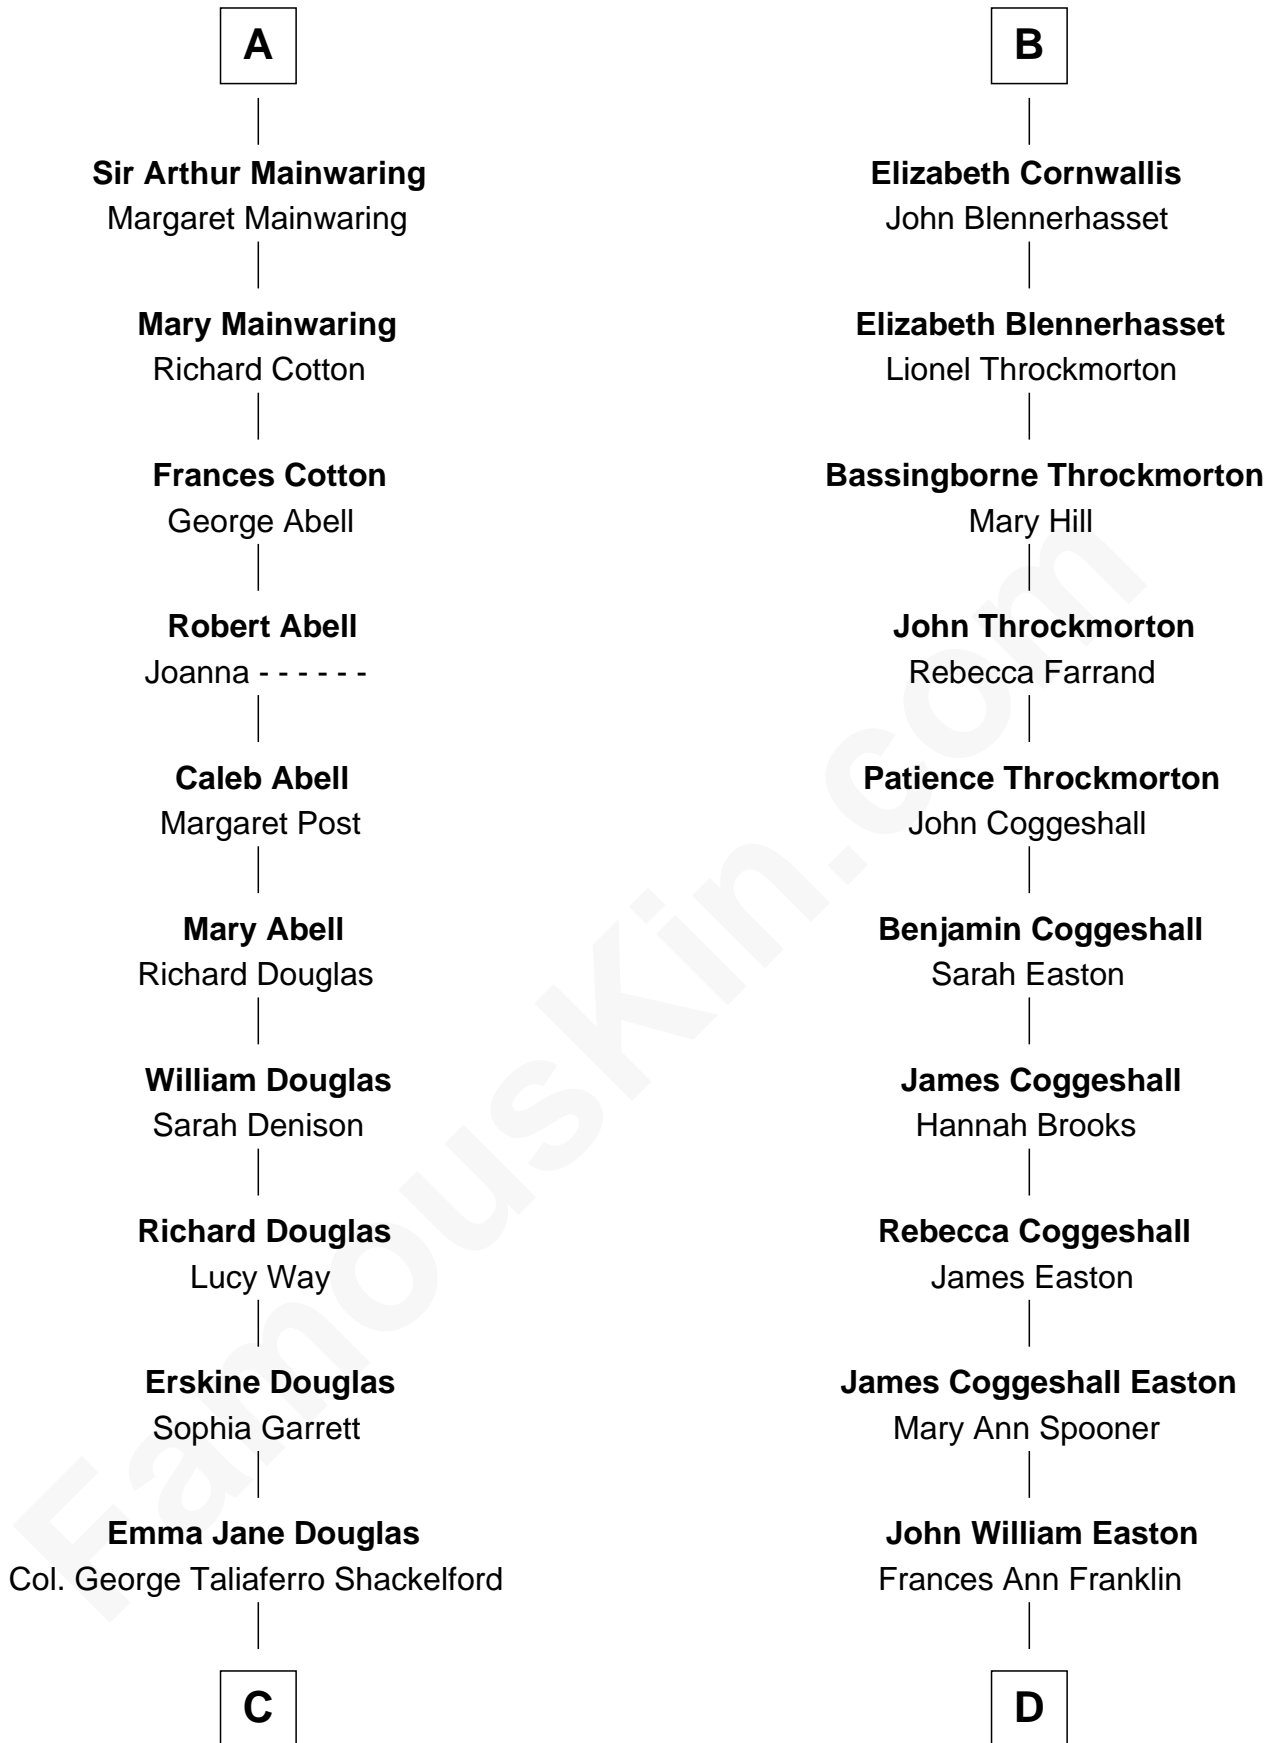 A
Sir Arthur Mainwaring
Margaret Mainwaring
Mary Mainwaring
Richard Cotton
Frances Cotton
George Abell
Robert Abell
Joanna - - - - - -
Caleb Abell
Margaret Post
Mary Abell
Richard Douglas
William Douglas
Sarah Denison
Richard Douglas
Lucy Way
Erskine Douglas
Sophia Garrett
Emma Jane Douglas
Col. George Taliaferro Shackelford
C
B
Elizabeth Cornwallis
John Blennerhasset
Elizabeth Blennerhasset
Lionel Throckmorton
Bassingborne Throckmorton
Mary Hill
John Throckmorton
Rebecca Farrand
Patience Throckmorton
John Coggeshall
Benjamin Coggeshall
Sarah Easton
James Coggeshall
Hannah Brooks
Rebecca Coggeshall
James Easton
James Coggeshall Easton
Mary Ann Spooner
John William Easton
Frances Ann Franklin
D
FamousKin.com